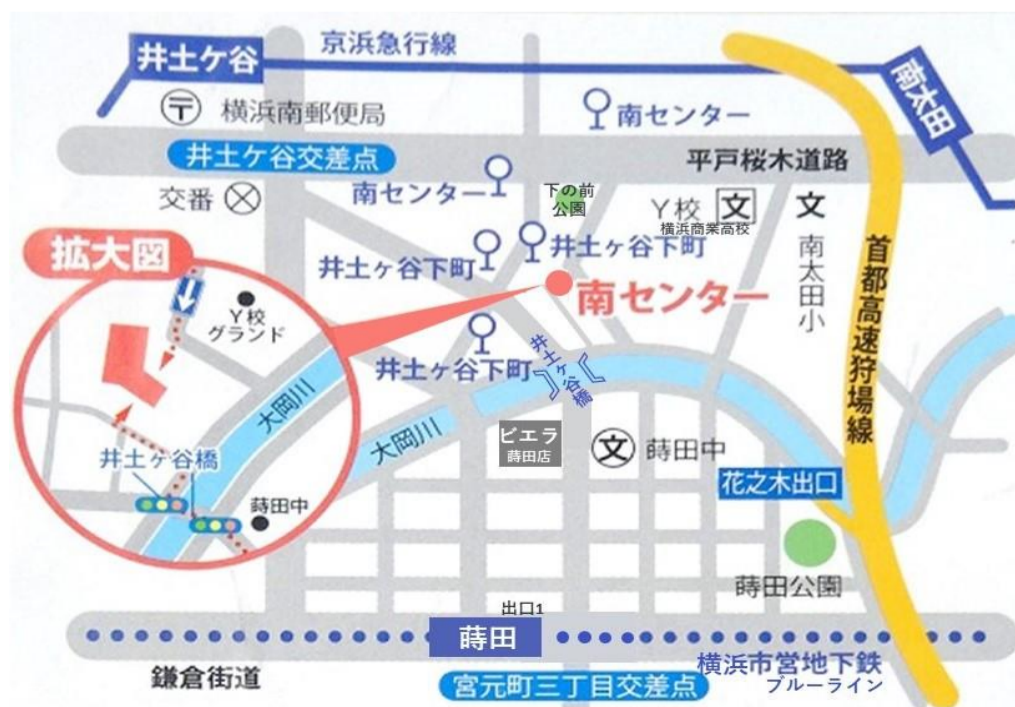 井土ケ谷
京浜急行線
南太田
〒
横浜南郵便局
南センター
井土ケ谷交差点
平戸桜木道路
交番
南センター
下の前
公園
Y校
文
横浜商業高校
文
南太田小
拡大図
井土ヶ谷下町
井土ヶ谷下町
首都高速狩場線
Y校
グランド
南センター
井土ヶ谷下町
井土ヶ谷橋
大岡川
大岡川
ビエラ
蒔田店
文
蒔田中
井土ヶ谷橋
花之木出口
蒔田中
蒔田公園
出口1
蒔田
鎌倉街道
横浜市営地下鉄
ブルーライン
宮元町三丁目交差点